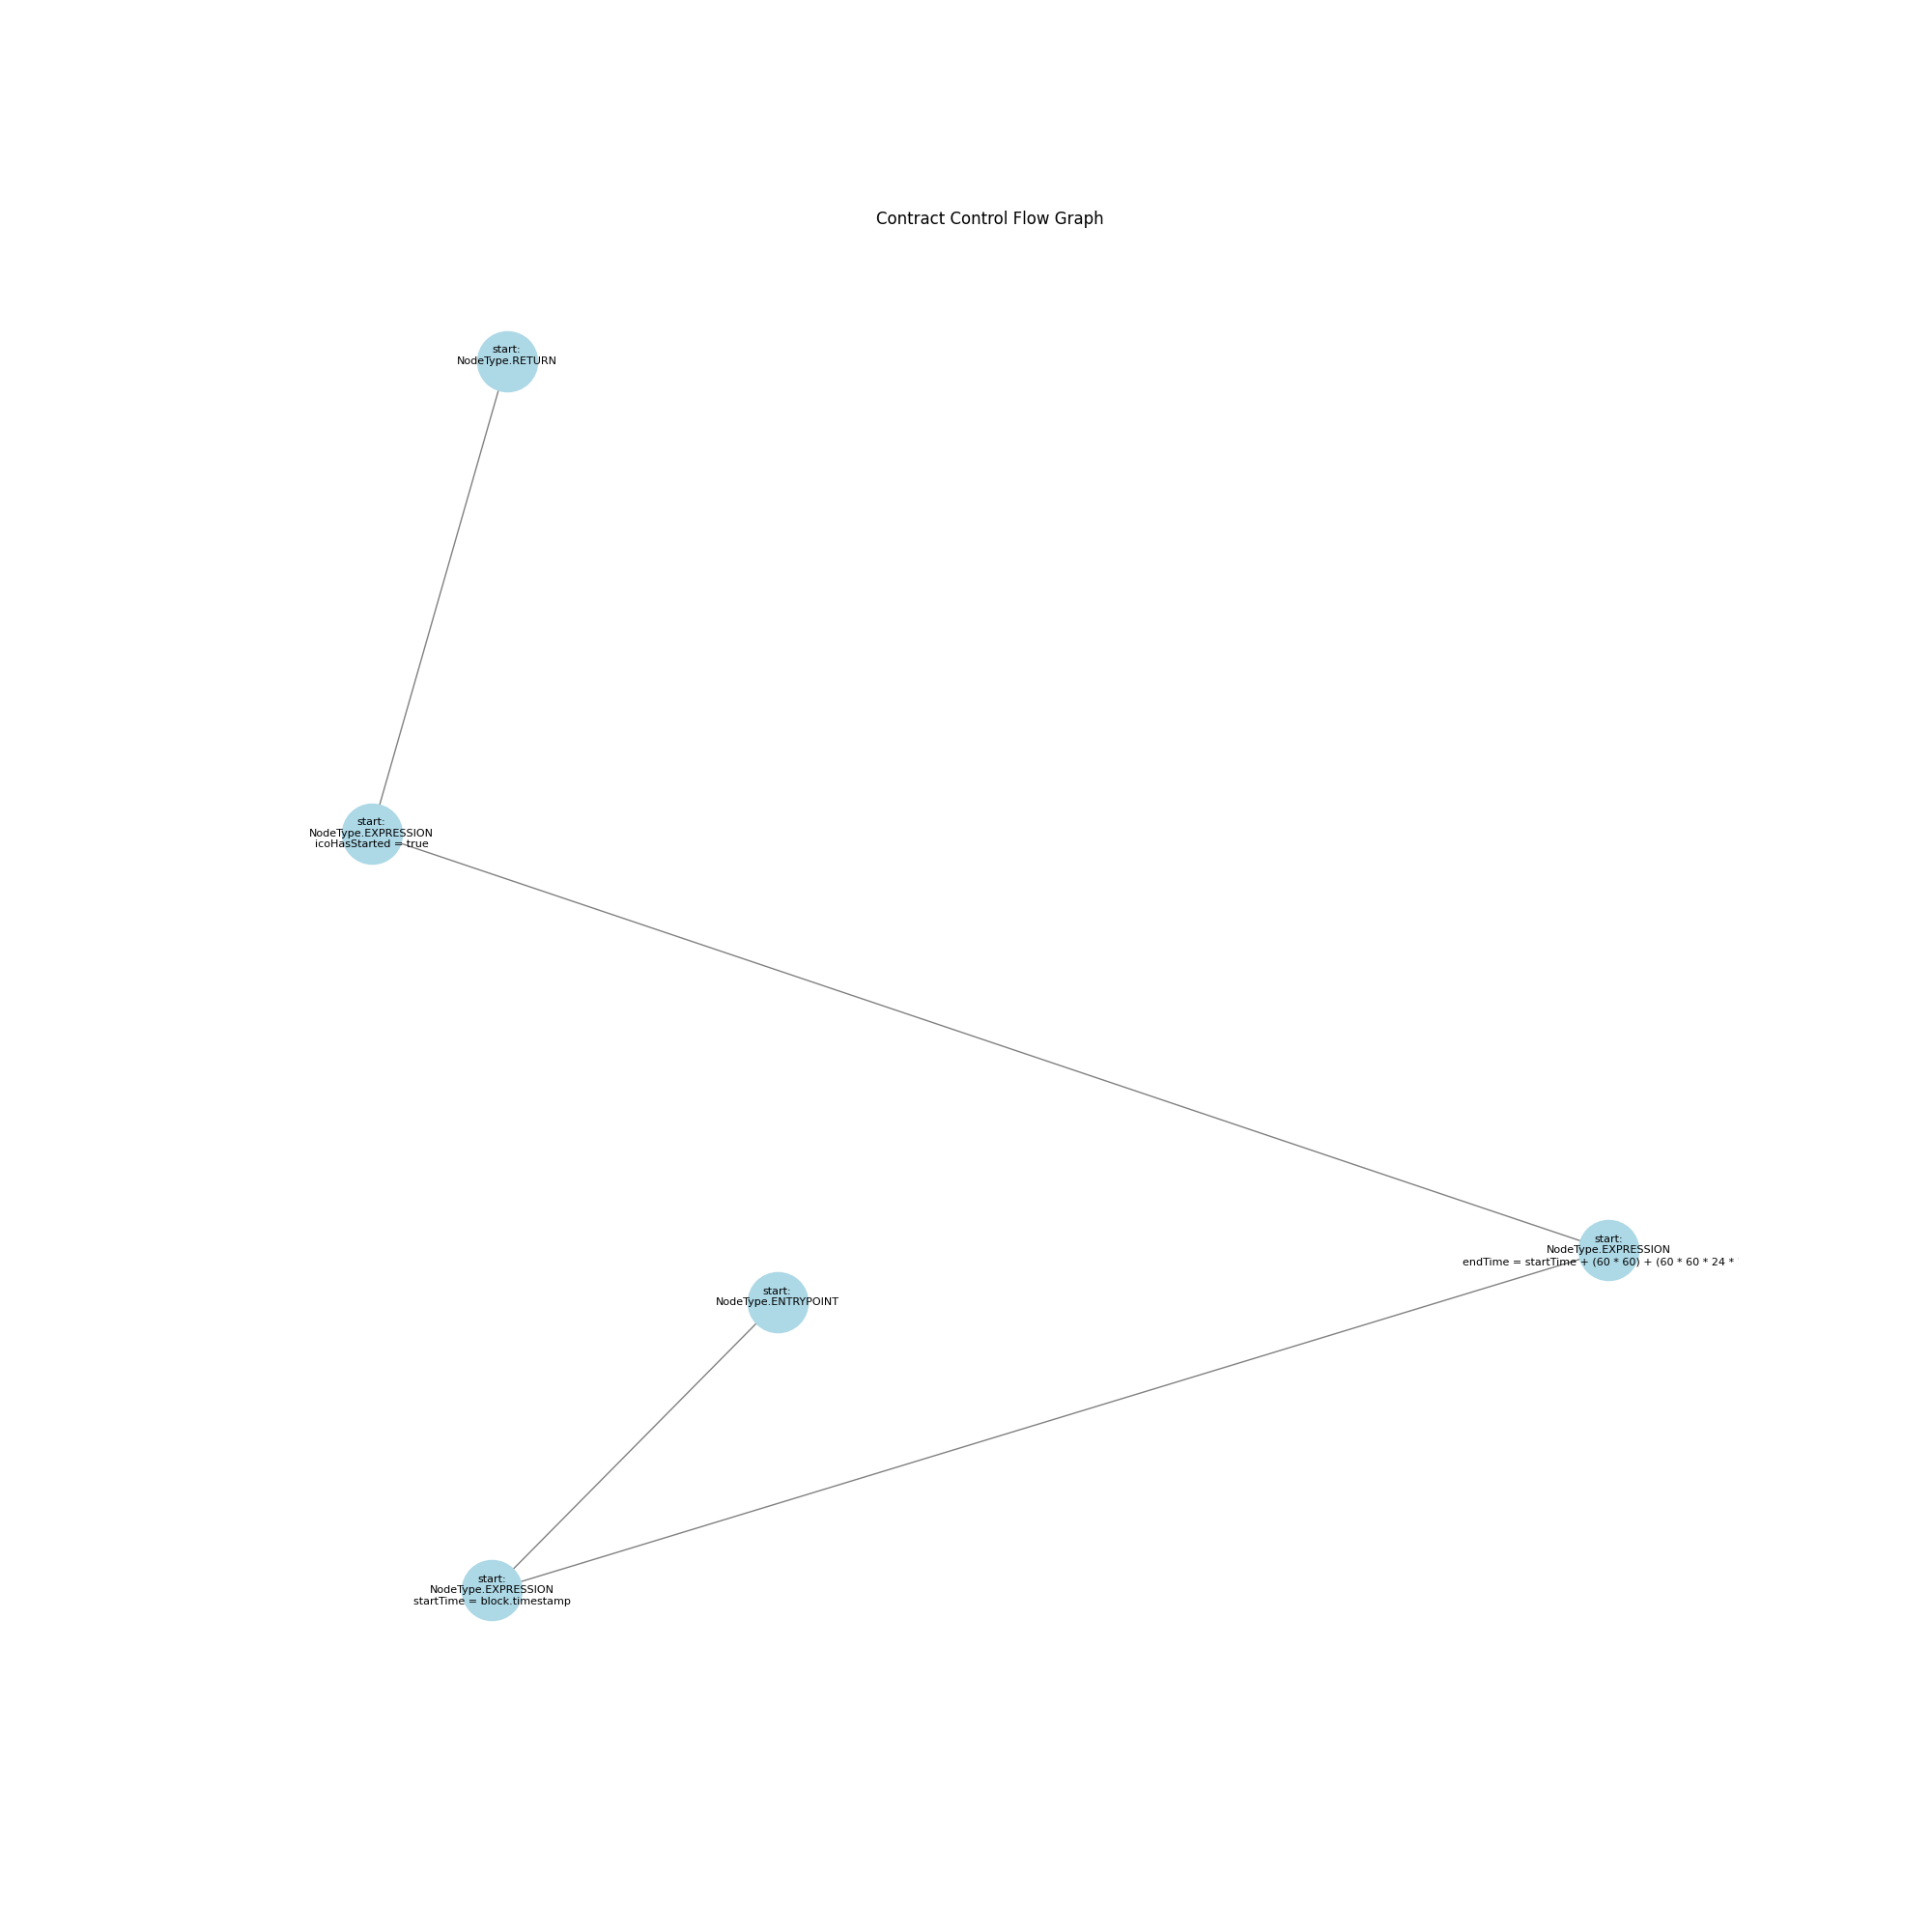 Contract Control Flow Graph
start:
NodeType.RETURN
start:
NodeType.EXPRESSION
icoHasStarted = true
start:
NodeType.EXPRESSION
endTime = startTime + (60 * 60) + (60 * 60 * 24 *
start:
NodeType.ENTRYPOINT
start:
NodeType.EXPRESSION
startTime = block.timestamp